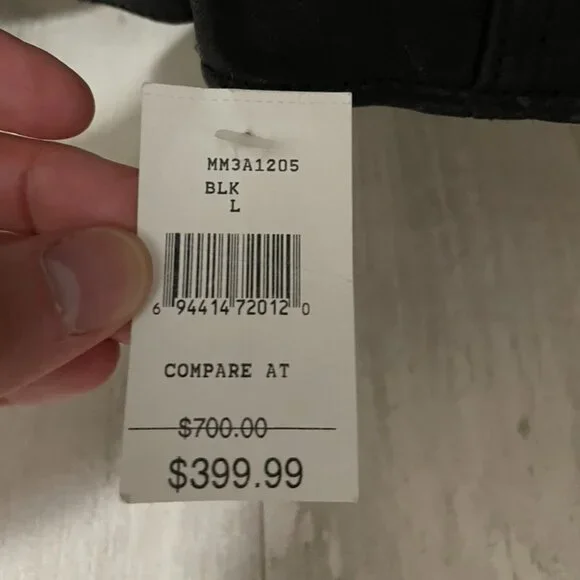 MM3A1205
BLK
L
6 94414 72012 0
COMPARE AT
$700.00
$399.99